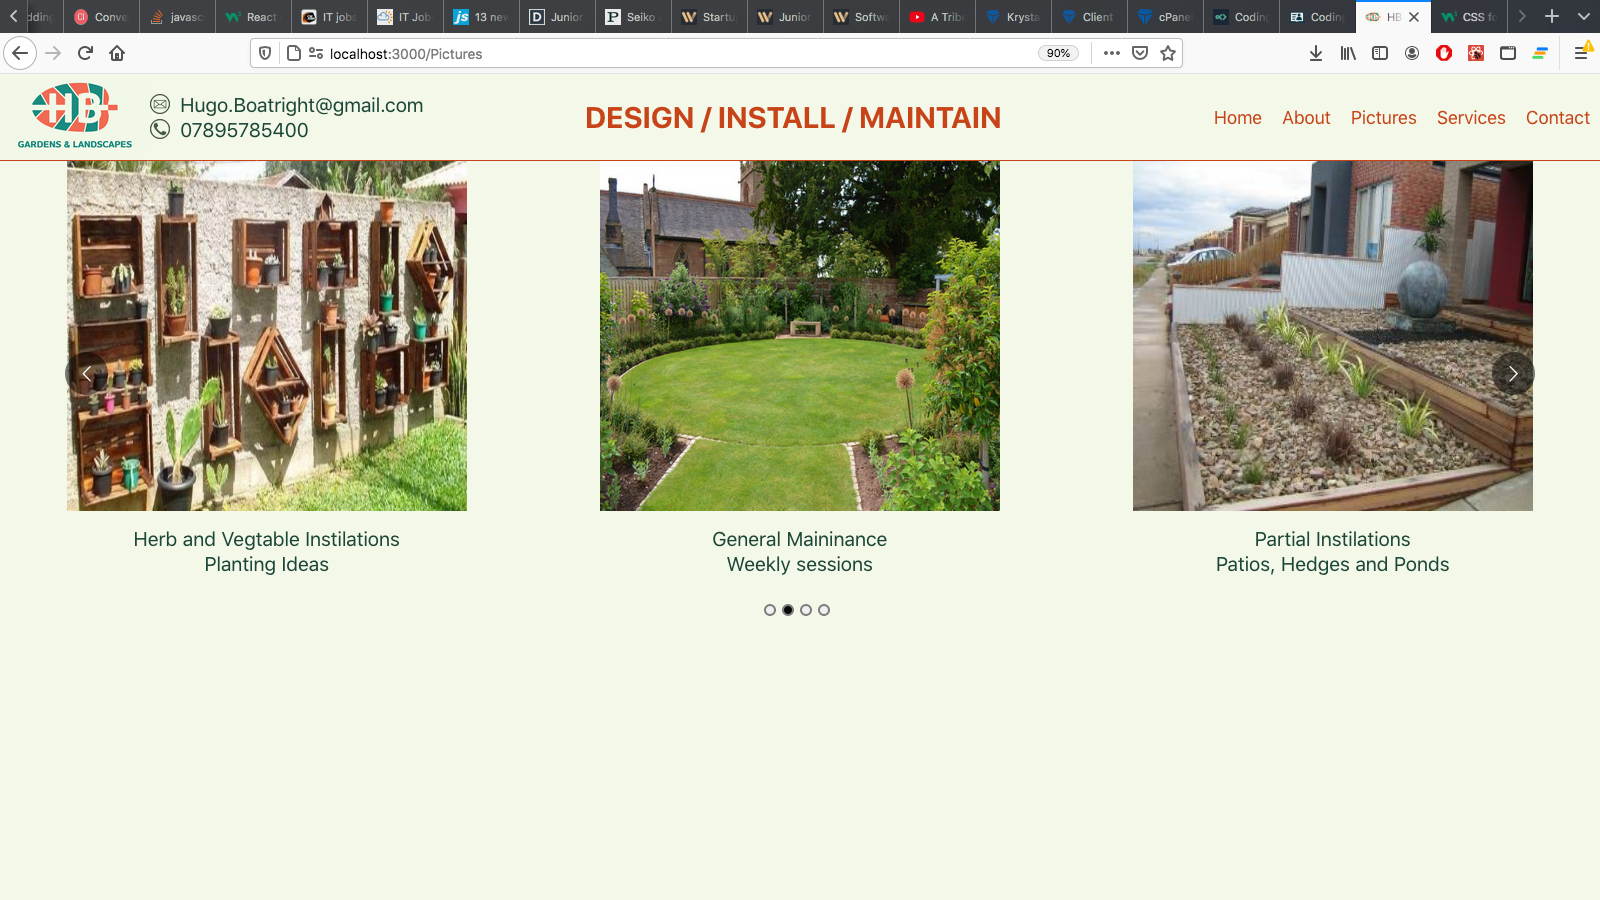 dding
Conve
javasc
React
IT jobs
IT Job
13 new
Junior
Seiko
Startu
Junior
Softwa
A Trib
Krysta
Client
cPanel
Coding
Coding
HB
CSS fo
localhost:3000/Pictures
90%
HB
GARDENS & LANDSCAPES
Hugo.Boatright@gmail.com
07895785400
DESIGN / INSTALL / MAINTAIN
Home About Pictures Services Contact
Herb and Vegtable Instilations
Planting Ideas
General Maininance
Weekly sessions
Partial Instilations
Patios, Hedges and Ponds